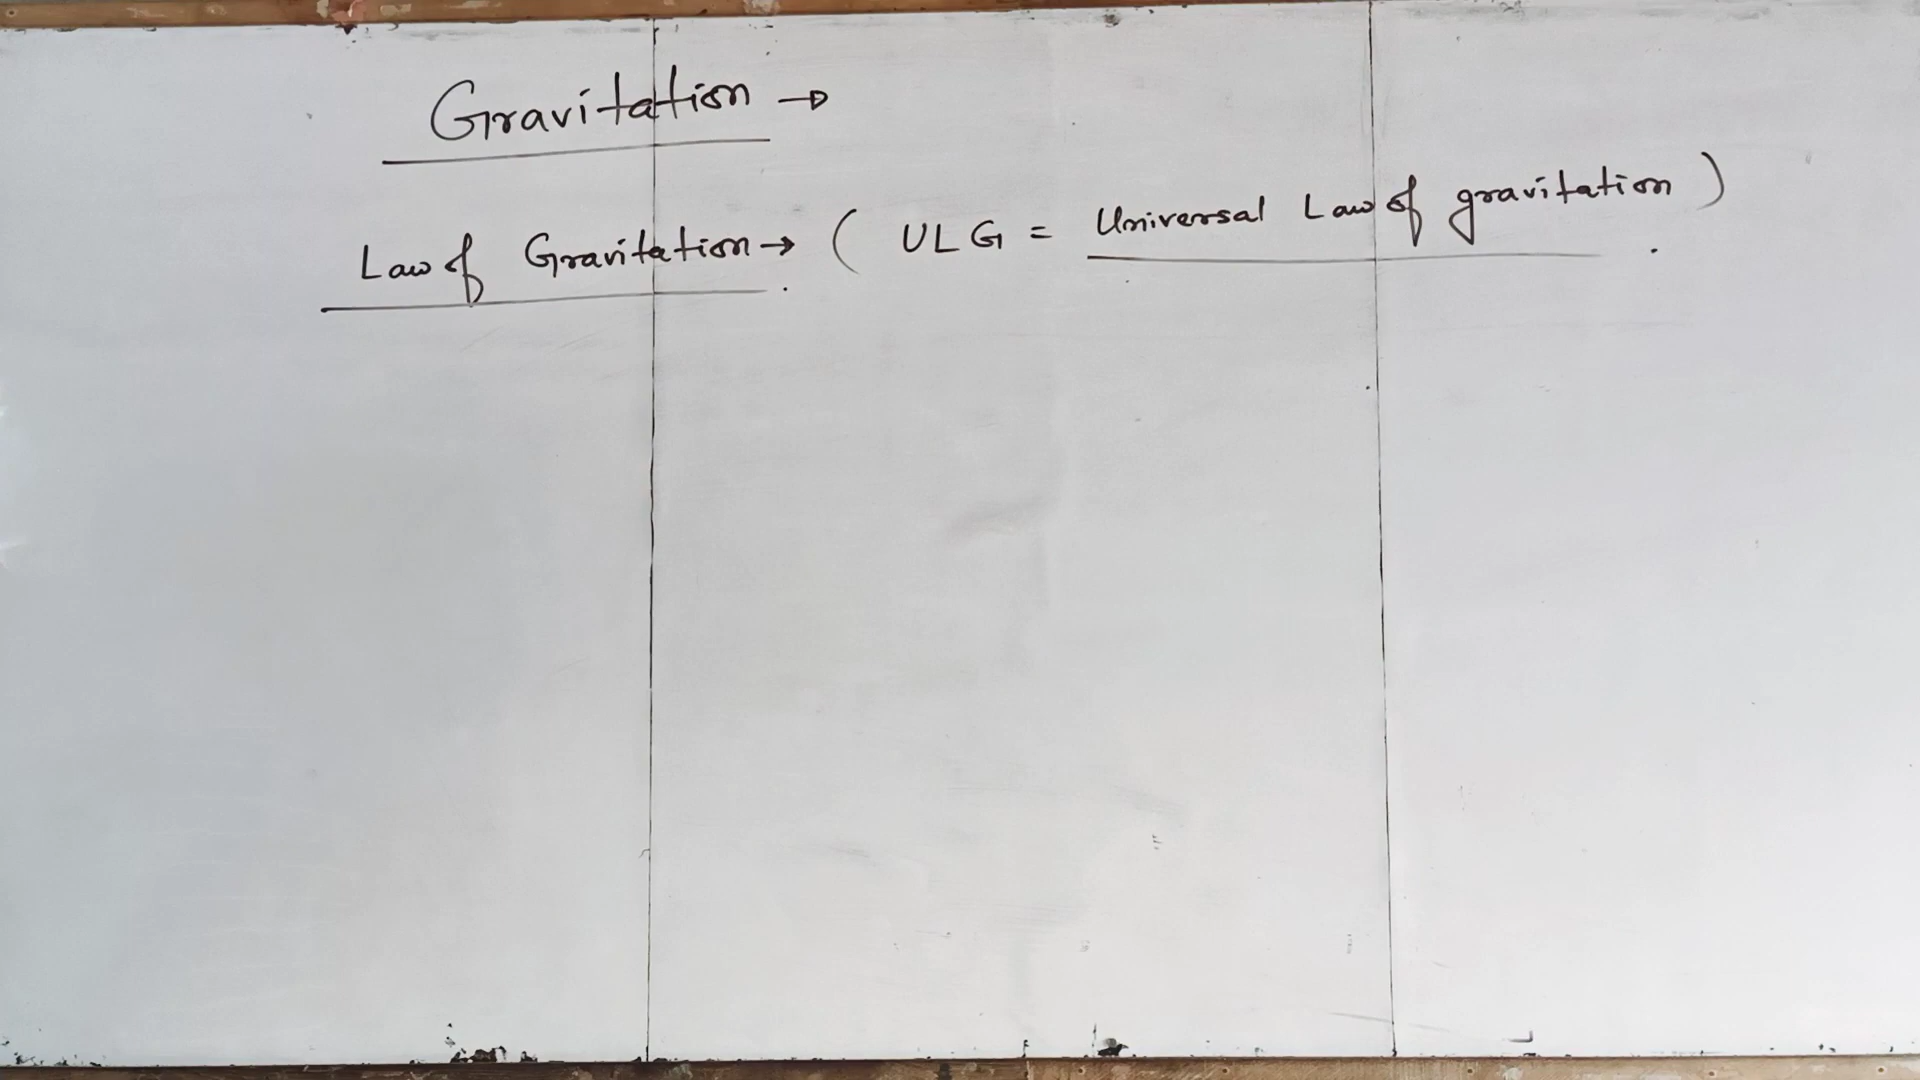 Gravitation →
Law of Gravitation → ( ULG = Universal Law of gravitation )